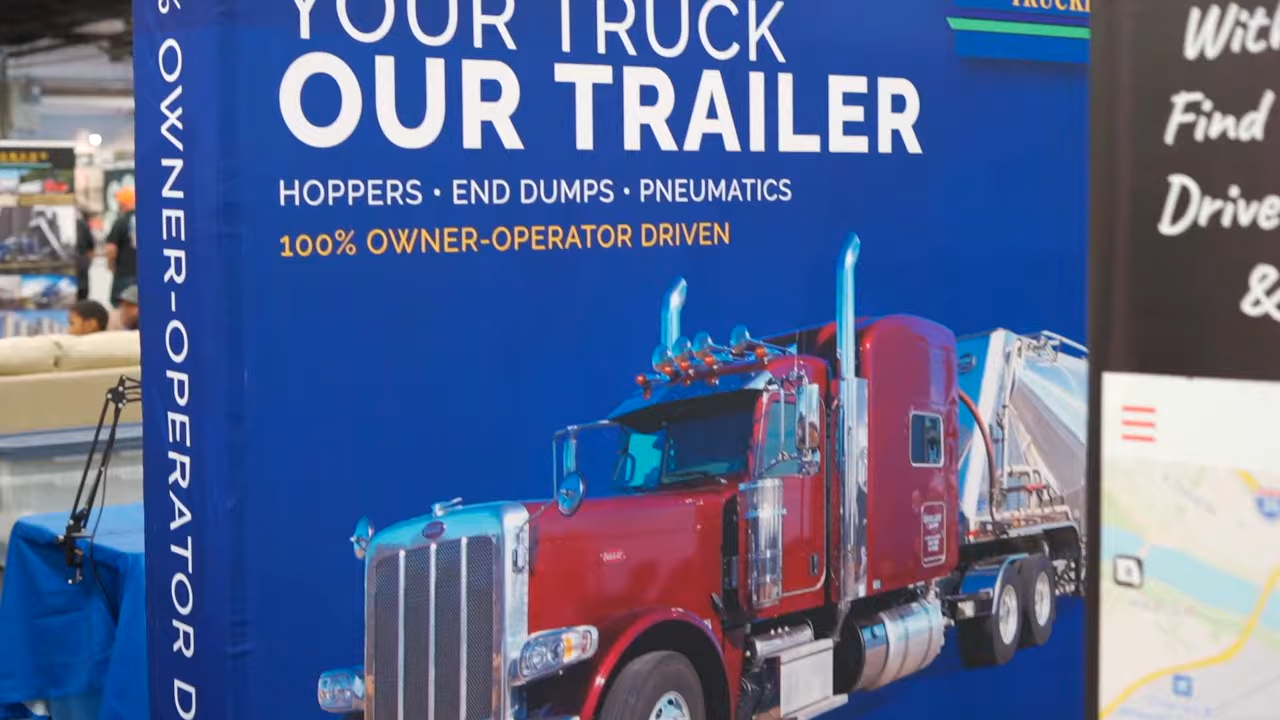 YOUR TRUCK
OUR TRAILER
HOPPERS • END DUMPS • PNEUMATICS
100% OWNER-OPERATOR DRIVEN
% OWNER-OPERATOR D
With
Find
Drive
&